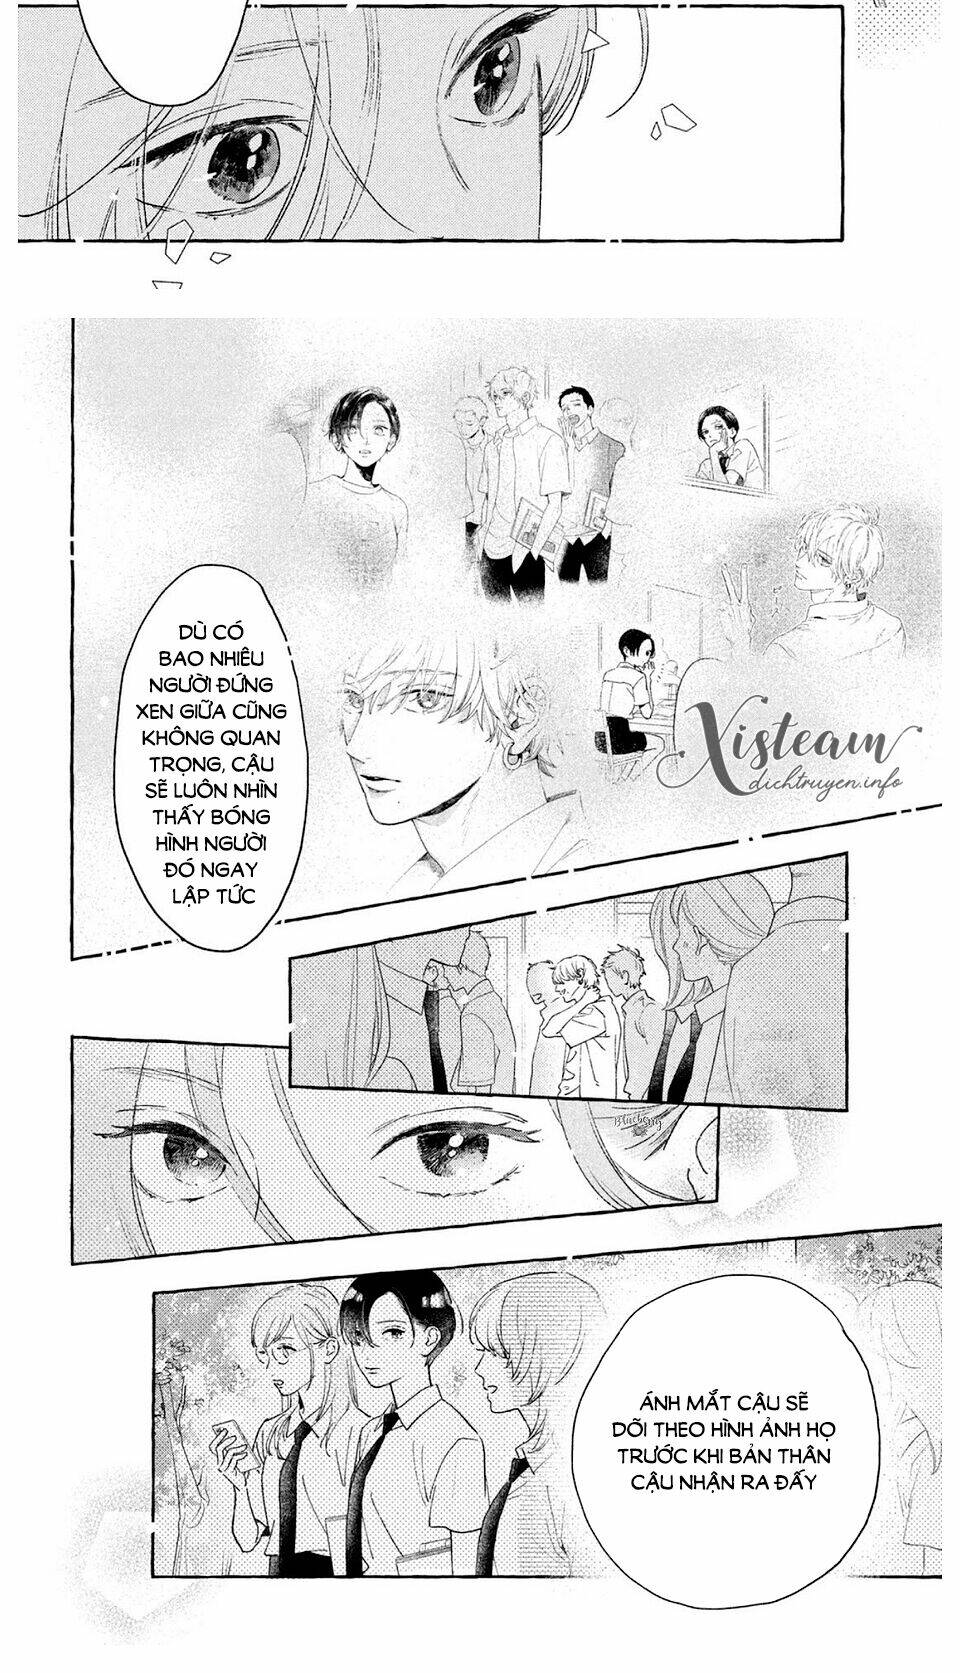 DÙ CÓ
BAO NHIÊU
NGƯỜI ĐỨNG
XEN GIỮA CŨNG
KHÔNG QUAN
TRỌNG, CẬU
SẼ LUÔN NHÌN
THẤY BÓNG
HÌNH NGƯỜI
ĐÓ NGAY
LẬP TỨC
Xisteam
dichtruyen.info
Blueberry
ÁNH MẮT CẬU SẼ
DÕI THEO HÌNH ẢNH HỌ
TRƯỚC KHI BẢN THÂN
CẬU NHẬN RA ĐẤY